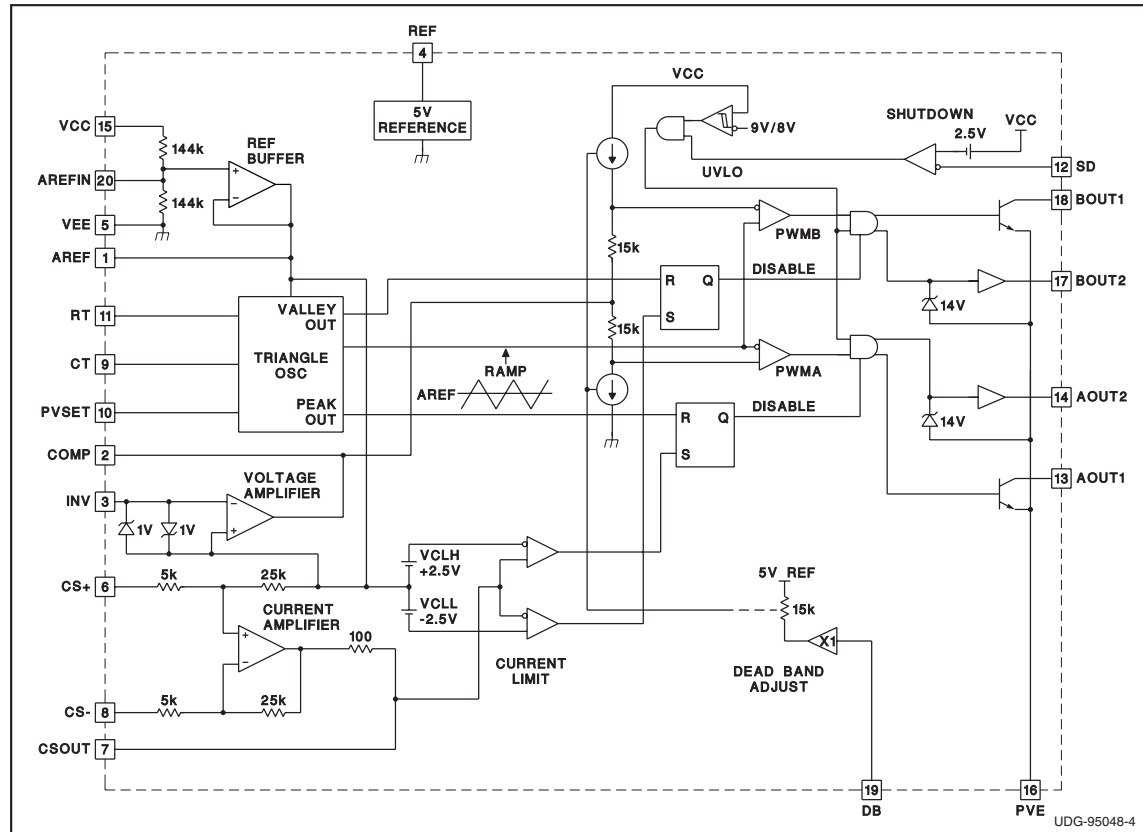 REF
4
VCC
5V
REFERENCE
VCC 15
144k
REF
BUFFER
+
-
AREFIN 20
144k
VEE 5
AREF 1
9V/8V
SHUTDOWN
2.5V
VCC
12 SD
UVLO
18 BOUT1
PWMB
15k
R Q
S
DISABLE
17 BOUT2
14V
RT 11
VALLEY
OUT
CT 9
TRIANGLE
OSC
PVSET 10
PEAK
OUT
RAMP
AREF
15k
PWMA
14 AOUT2
14V
R Q
S
DISABLE
COMP 2
VOLTAGE
AMPLIFIER
INV 3
-
+
1V
1V
13 AOUT1
CS+ 6
5k
25k
VCLH
+2.5V
VCLL
-2.5V
CURRENT
AMPLIFIER
+
-
100
CURRENT
LIMIT
5V REF
15k
X1
DEAD BAND
ADJUST
CS- 8
5k
25k
CSOUT 7
19
DB
16
PVE
UDG-95048-4